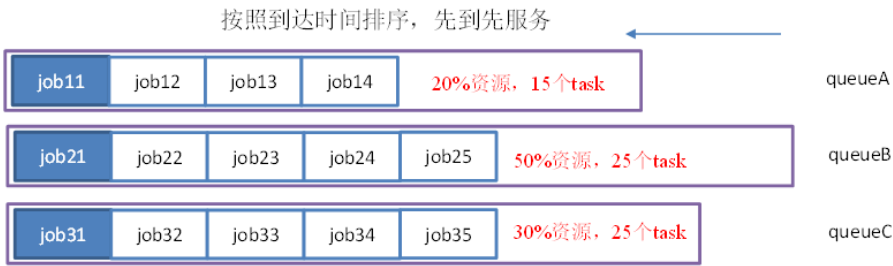 按照到达时间排序，先到先服务
job11 job12 job13 job14 20%资源，15个task queueA
job21 job22 job23 job24 job25 50%资源，25个task queueB
job31 job32 job33 job34 job35 30%资源，25个task queueC